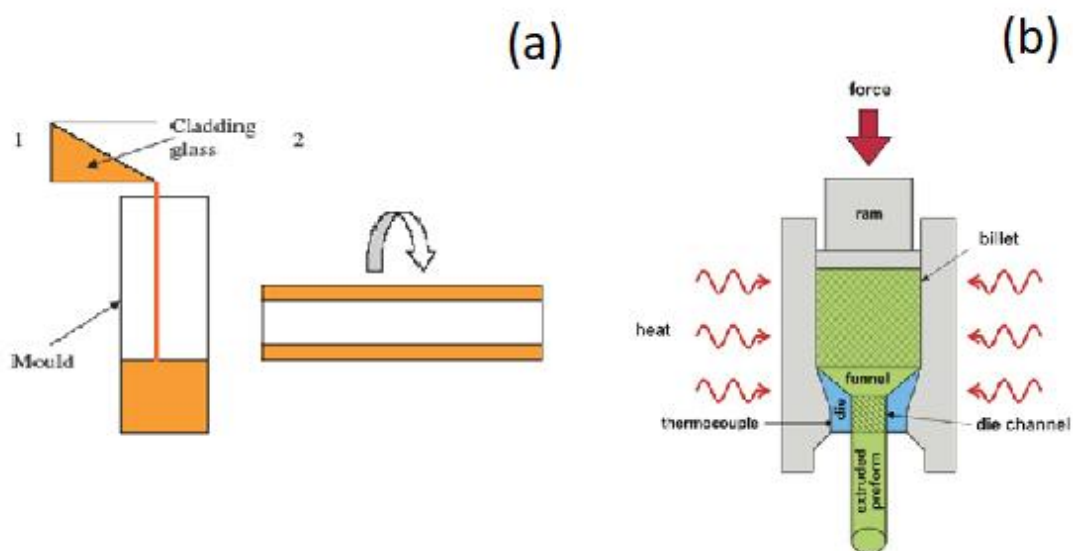 (a)
1
Cladding
glass
2
Mould
(b)
force
ram
billet
heat
funnel
die
thermocouple
die channel
extruded
preform